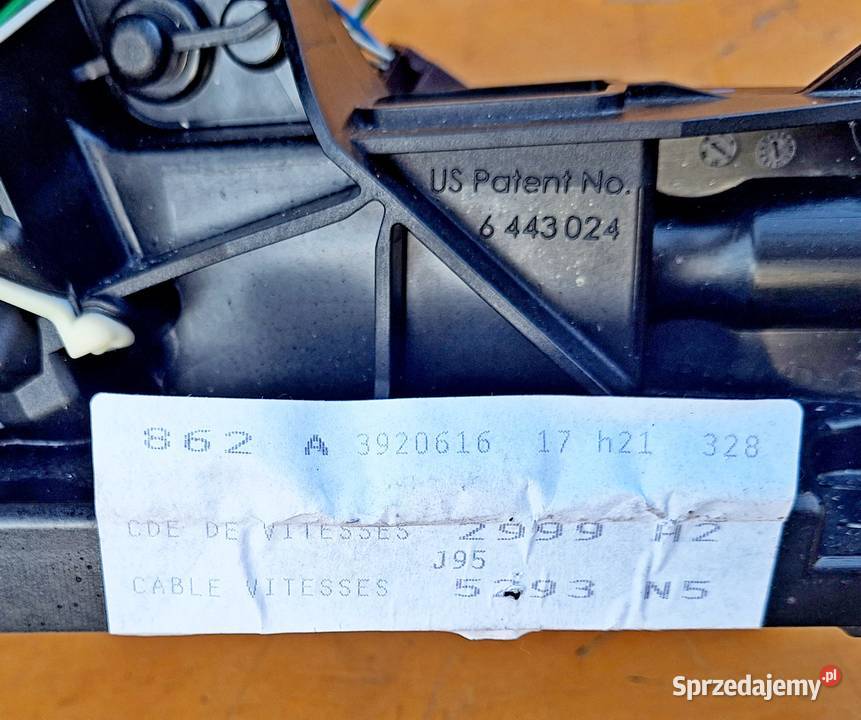 US Patent No.
6 443 024
862 A 3920616 17 h21 328
CDE DE VITESSES 2999 H2
J95
CABLE VITESSES 5293 N5
Sprzedajemy.pl